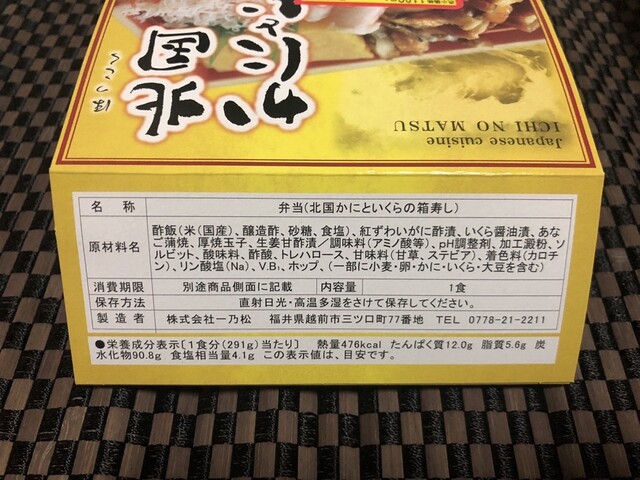 北国
ほっこく
かに
Japanese cuisine
ICHI NO MATSU
名称 弁当(北国かにといくらの箱寿し)
原材料名 酢飯(米(国産)、醸造酢、砂糖、食塩)、紅ずわいがに酢漬、いくら醤油漬、あな
ご蒲焼、厚焼玉子、生姜甘酢漬／調味料(アミノ酸等)、pH調整剤、加工澱粉、ソ
ルビット、酸味料、酢酸、トレハロース、甘味料(甘草、ステビア)、着色料(カロチ
ン)、リン酸塩(Na)、V.B₁、ホップ、(一部に小麦・卵・かに・いくら・大豆を含む)
消費期限 別途商品側面に記載 内容量 1食
保存方法 直射日光・高温多湿をさけて保存してください。
製造者 株式会社一乃松 福井県越前市三ツ口町77番地 TEL 0778-21-2211
●栄養成分表示[1食分(291g)当たり] 熱量476kcal たんぱく質12.0g 脂質5.6g 炭
水化物90.8g 食塩相当量4.1g この表示値は、目安です。